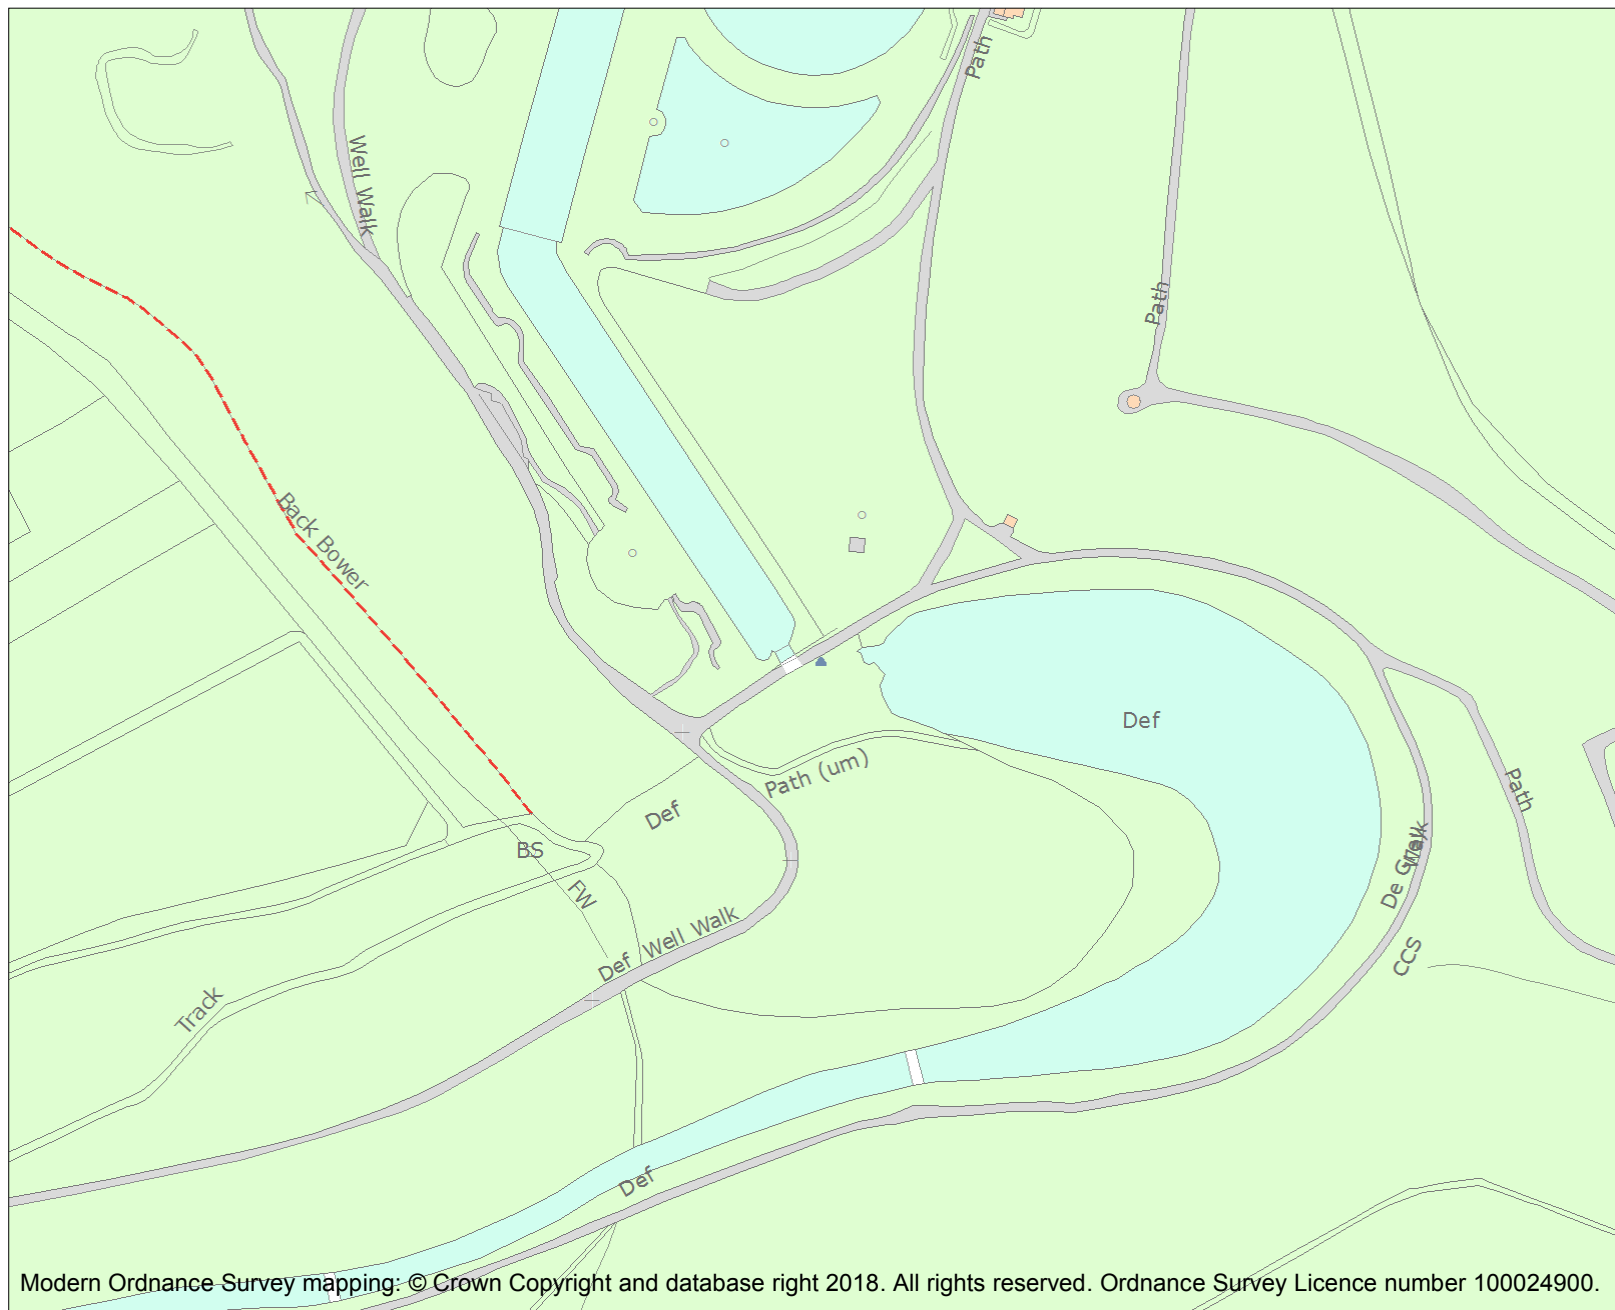 Path
Well Walk
Path
Back Bower
Def
Path (um)
Path
Def
BS
De Grey
Walk
FW
Well Walk
Def
CCS
Track
Def
Modern Ordnance Survey mapping: © Crown Copyright and database right 2018. All rights reserved. Ordnance Survey Licence number 100024900.